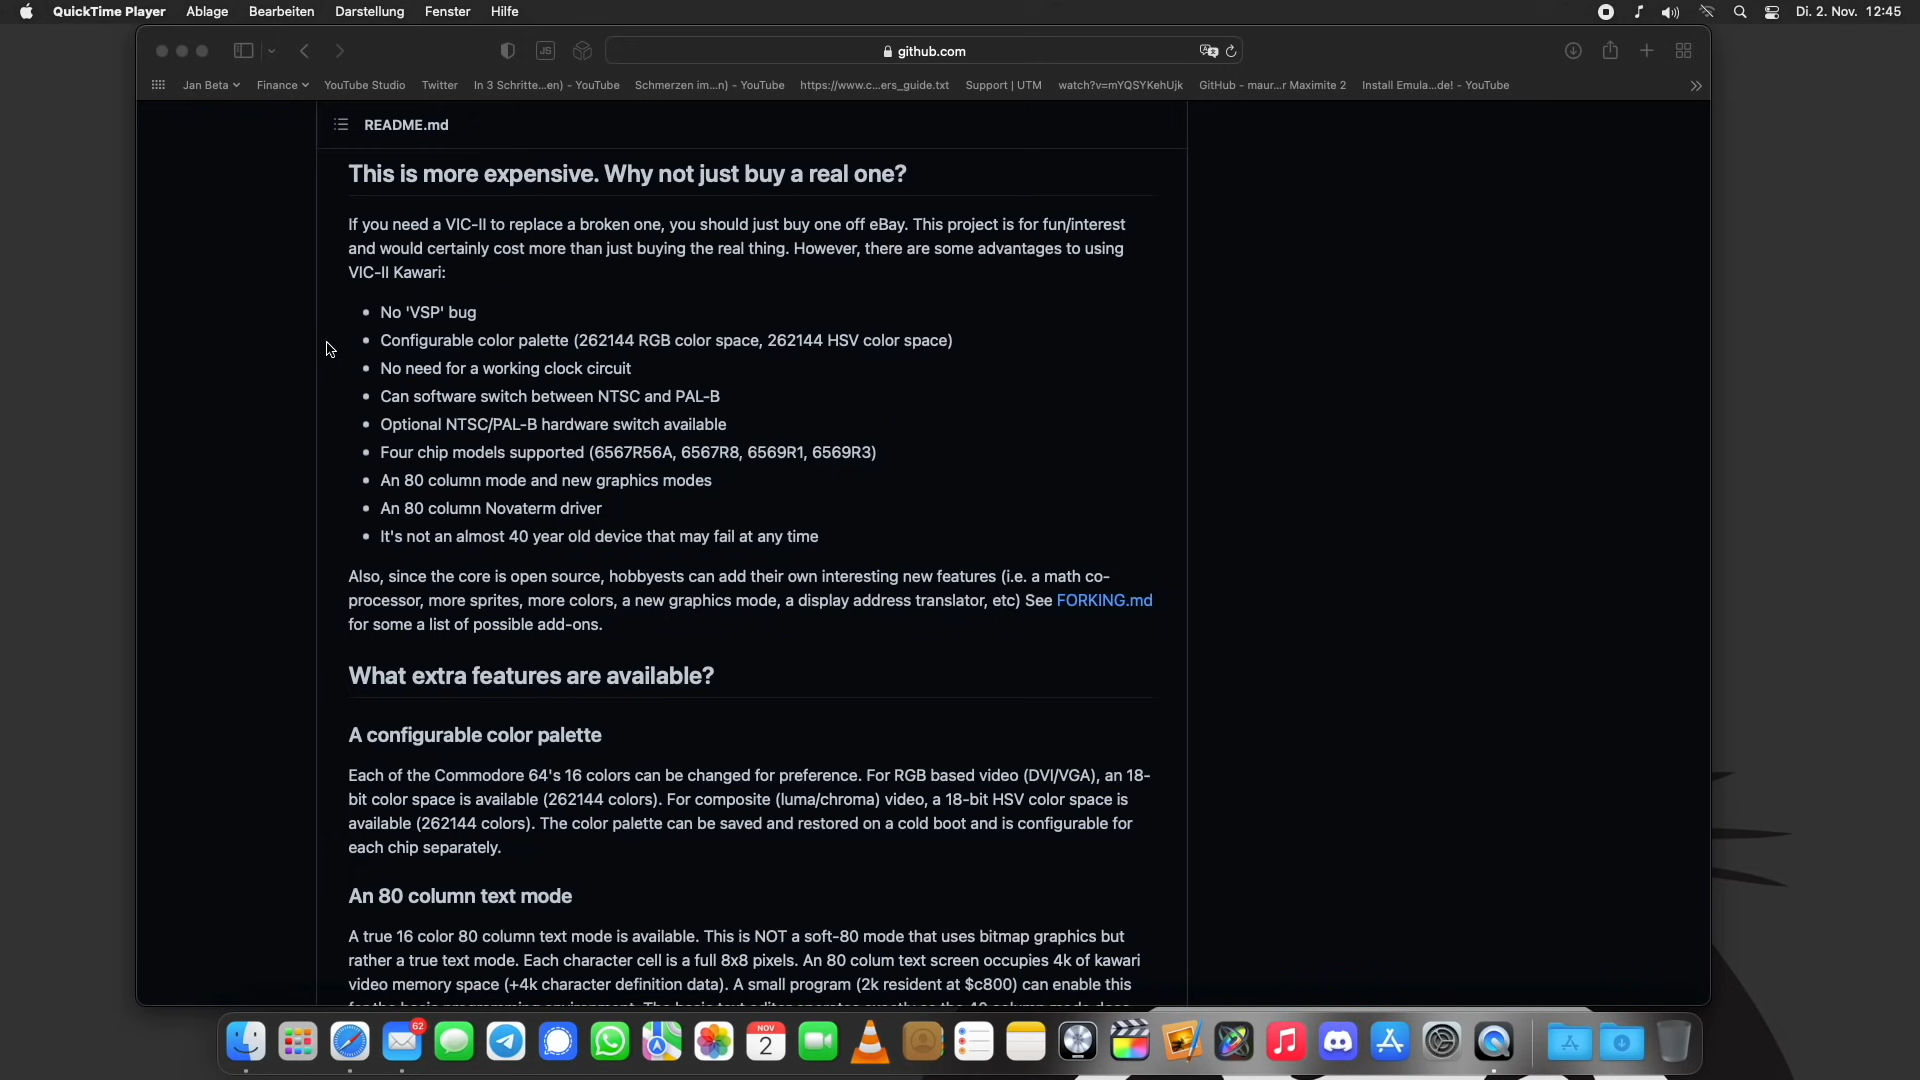 QuickTime Player Ablage Bearbeiten Darstellung Fenster Hilfe Di. 2. Nov. 12:45
JS github.com
Jan Beta Finance YouTube Studio Twitter In 3 Schritte...en) - YouTube Schmerzen im...n) - YouTube https://www.c...ers_guide.txt Support | UTM watch?v=mYQSYKehUjk GitHub - maur...r Maximite 2 Install Emula...de! - YouTube
README.md
This is more expensive. Why not just buy a real one?
If you need a VIC-II to replace a broken one, you should just buy one off eBay. This project is for fun/interest
and would certainly cost more than just buying the real thing. However, there are some advantages to using
VIC-II Kawari:
• No 'VSP' bug
• Configurable color palette (262144 RGB color space, 262144 HSV color space)
• No need for a working clock circuit
• Can software switch between NTSC and PAL-B
• Optional NTSC/PAL-B hardware switch available
• Four chip models supported (6567R56A, 6567R8, 6569R1, 6569R3)
• An 80 column mode and new graphics modes
• An 80 column Novaterm driver
• It's not an almost 40 year old device that may fail at any time
Also, since the core is open source, hobbyests can add their own interesting new features (i.e. a math co-
processor, more sprites, more colors, a new graphics mode, a display address translator, etc) See FORKING.md
for some a list of possible add-ons.
What extra features are available?
A configurable color palette
Each of the Commodore 64's 16 colors can be changed for preference. For RGB based video (DVI/VGA), an 18-
bit color space is available (262144 colors). For composite (luma/chroma) video, a 18-bit HSV color space is
available (262144 colors). The color palette can be saved and restored on a cold boot and is configurable for
each chip separately.
An 80 column text mode
A true 16 color 80 column text mode is available. This is NOT a soft-80 mode that uses bitmap graphics but
rather a true text mode. Each character cell is a full 8x8 pixels. An 80 colum text screen occupies 4k of kawari
video memory space (+4k character definition data). A small program (2k resident at $c800) can enable this
62
NOV
2